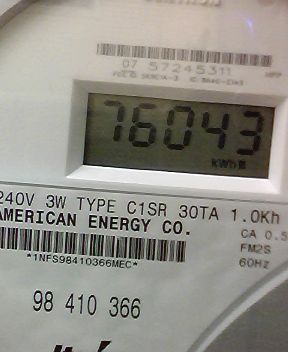 07 57245311
76043
kWh
240V 3W TYPE C1SR 30TA 1.0Kh
AMERICAN ENERGY CO.
CA 0.5
FM2S
60Hz
*1NFS98410366MEC*
98 410 366